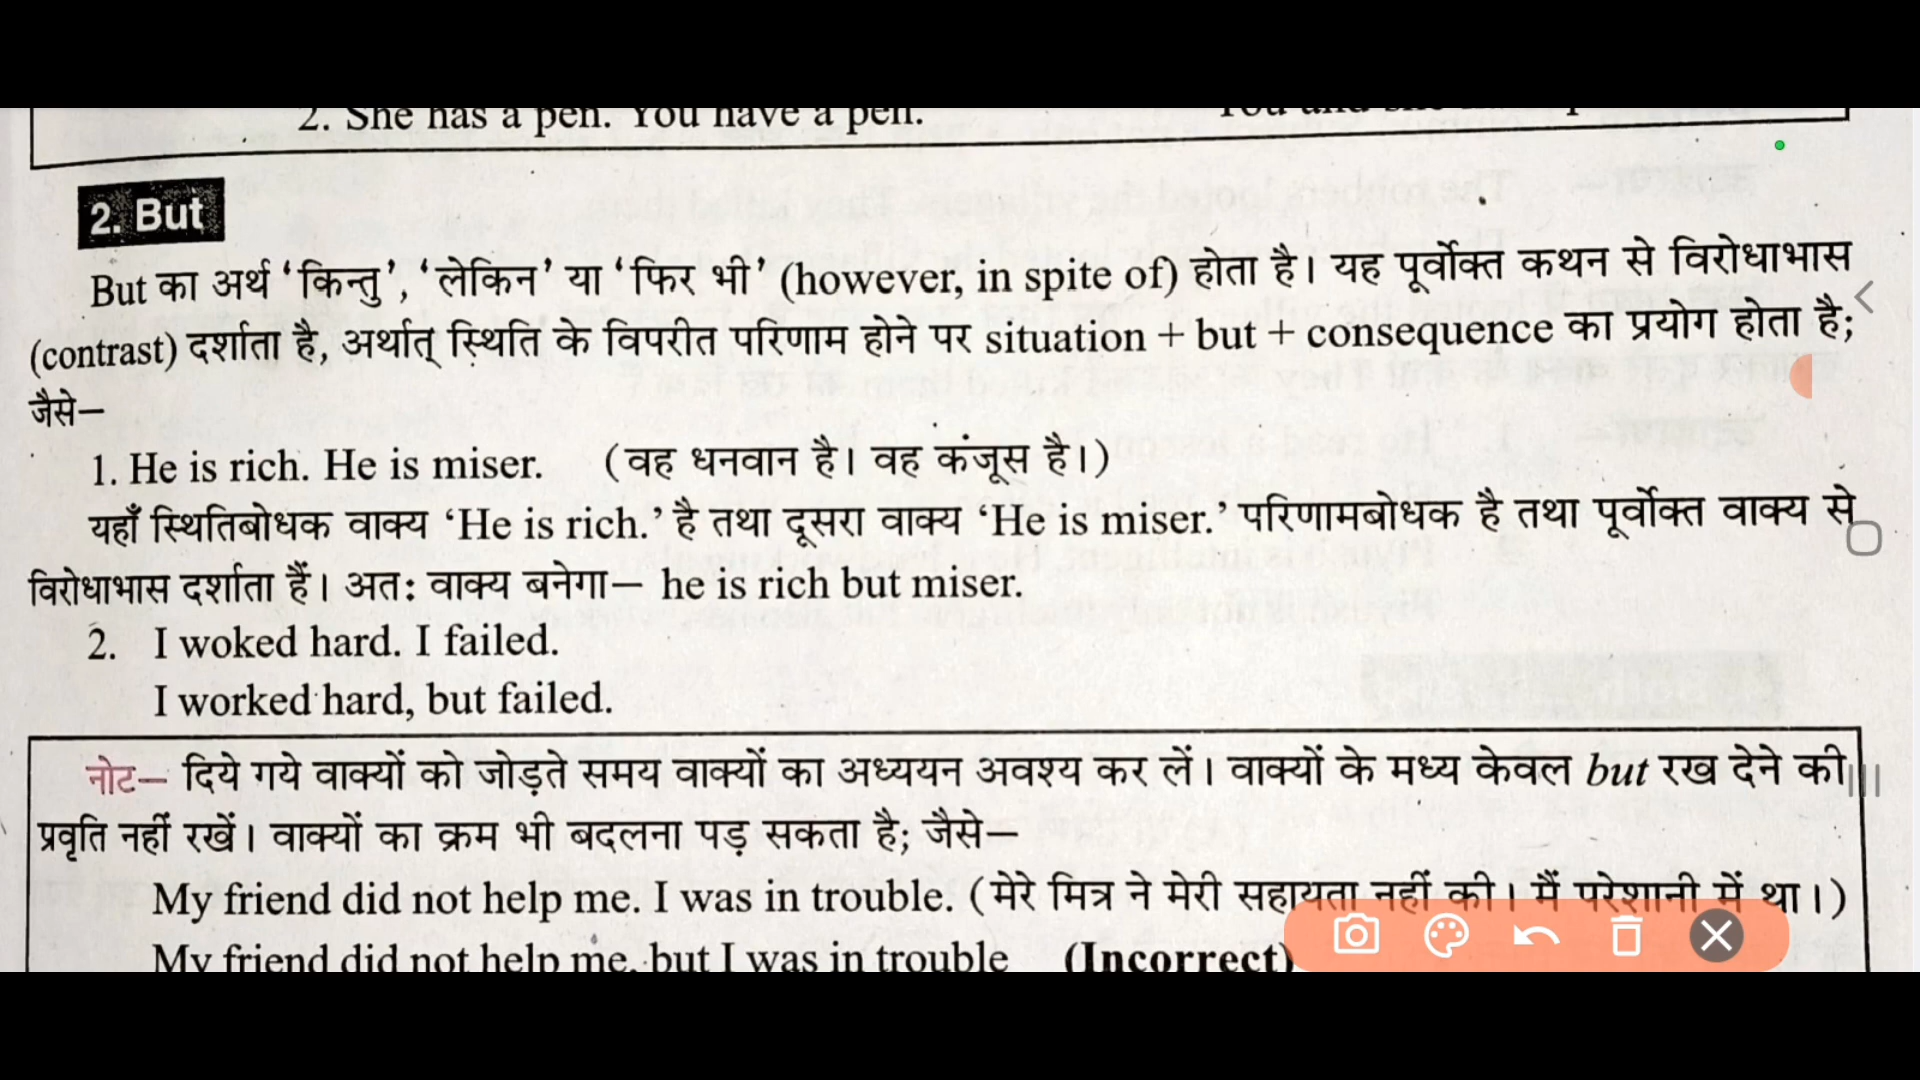 2. She has a pen. You have a pen.
2. But
But का अर्थ ‘किन्तु’, ‘लेकिन’ या ‘फिर भी’ (however, in spite of) होता है। यह पूर्वोक्त कथन से विरोधाभास
(contrast) दर्शाता है, अर्थात् स्थिति के विपरीत परिणाम होने पर situation + but + consequence का प्रयोग होता है;
जैसे–
1. He is rich. He is miser. (वह धनवान है। वह कंजूस है।)
यहाँ स्थितिबोधक वाक्य ‘He is rich.’ है तथा दूसरा वाक्य ‘He is miser.’ परिणामबोधक है तथा पूर्वोक्त वाक्य से
विरोधाभास दर्शाता हैं। अत: वाक्य बनेगा– he is rich but miser.
2. I woked hard. I failed.
I worked hard, but failed.
नोट– दिये गये वाक्यों को जोड़ते समय वाक्यों का अध्ययन अवश्य कर लें। वाक्यों के मध्य केवल but रख देने की
प्रवृति नहीं रखें। वाक्यों का क्रम भी बदलना पड़ सकता है; जैसे–
My friend did not help me. I was in trouble. (मेरे मित्र ने मेरी सहायता नहीं की। मैं परेशानी में था।)
My friend did not help me, but I was in trouble (Incorrect)